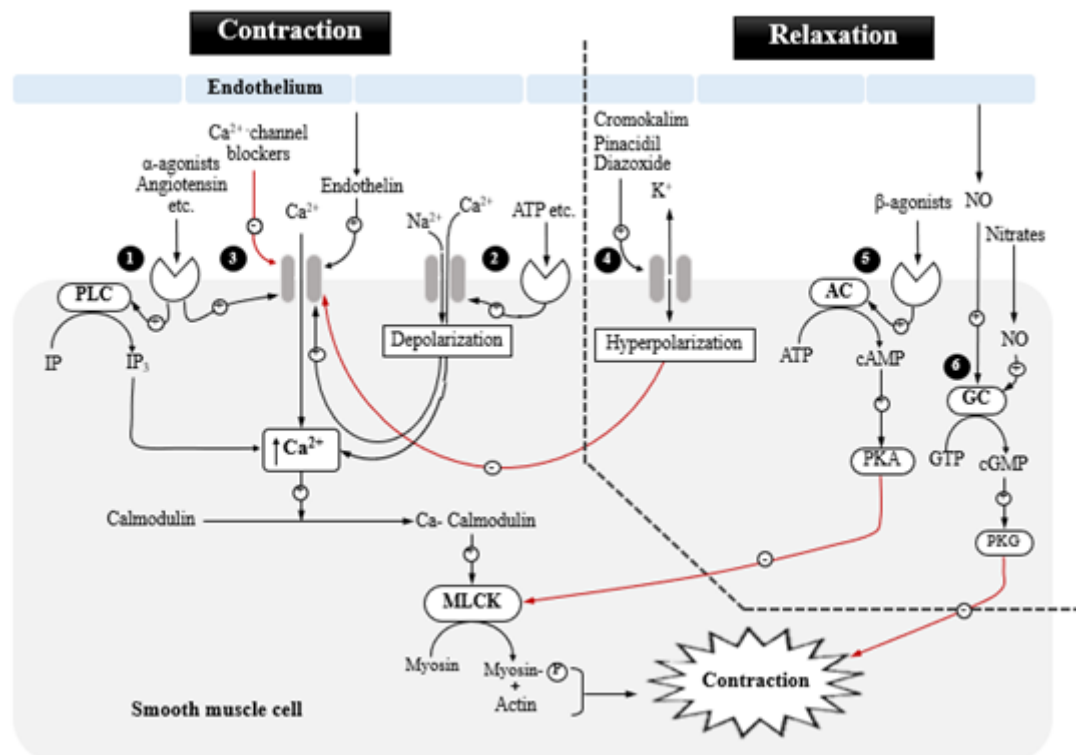 Contraction
Relaxation
Endothelium
Ca²⁺-channel
blockers
α-agonists
Angiotensin
etc.
Ca²⁺
Endothelin
Na²⁺
Ca²⁺
ATP etc.
Cromokalim
Pinacidil
Diazoxide
K⁺
β-agonists
NO
Nitrates
1
3
2
4
5
PLC
AC
IP
IP₃
Depolarization
Hyperpolarization
ATP
cAMP
NO
6
GC
↑Ca²⁺
PKA
GTP
cGMP
Calmodulin
Ca- Calmodulin
PKG
MLCK
Myosin
Myosin-
P
+
Actin
Contraction
Smooth muscle cell